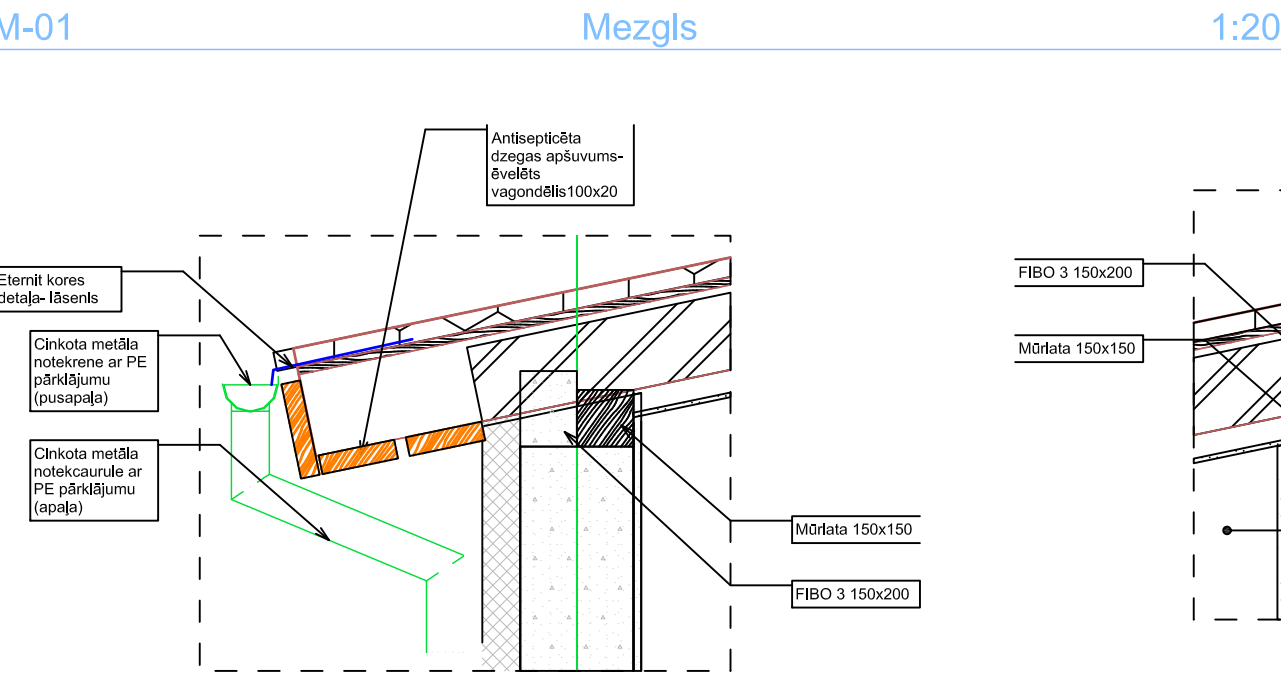 M-01 Mezgls 1:20
Antisepticēta
dzegas apšuvums-
ēvelēts
vagondēlis100x20
Eternit kores
detaļa- lāsenis
Cinkota metāla
notekrene ar PE
pārklājumu
(pusapaļa)
Cinkota metāla
notekcaurule ar
PE pārklājumu
(apaļa)
Mūrlata 150x150
FIBO 3 150x200
FIBO 3 150x200
Mūrlata 150x150